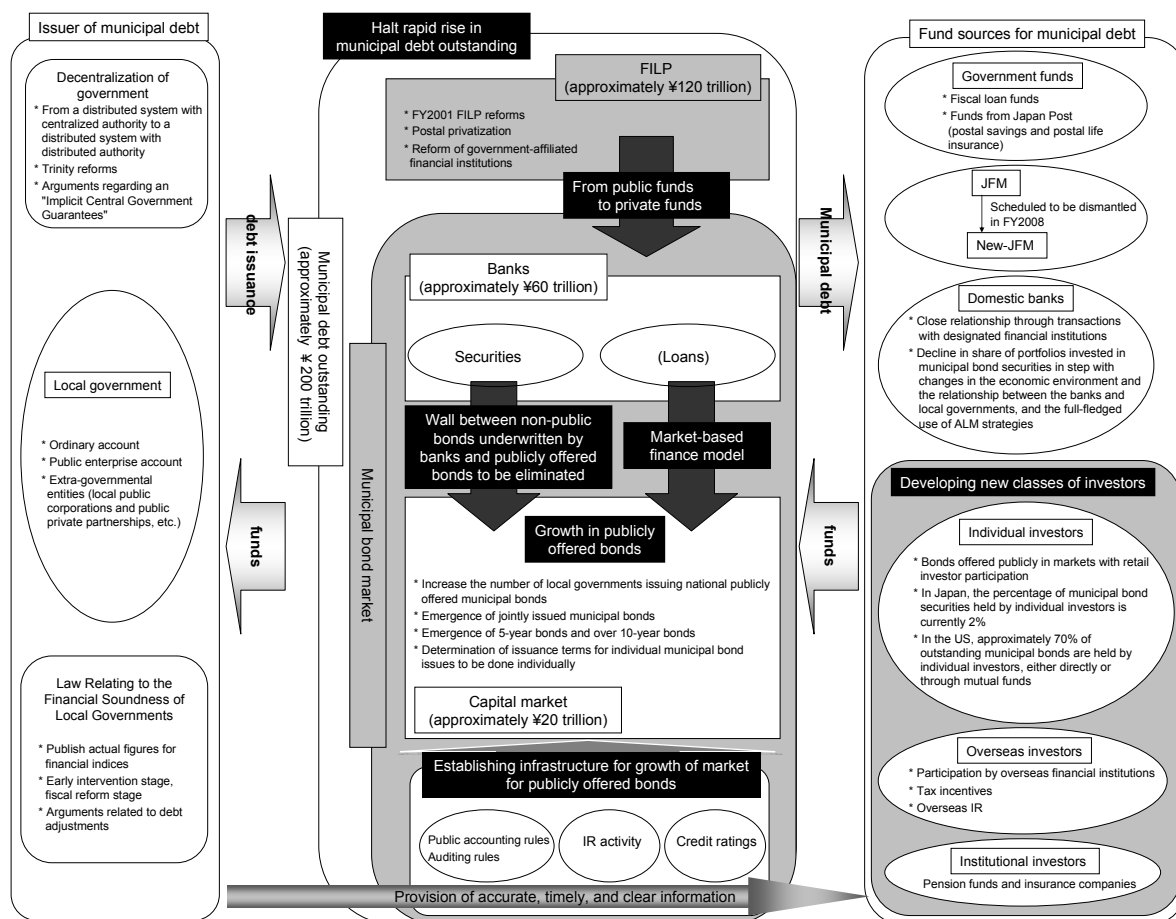 Issuer of municipal debt
Decentralization of
government
* From a distributed system with
centralized authority to a
distributed system with
distributed authority
* Trinity reforms
* Arguments regarding an
"Implicit Central Government
Guarantees"
Local government
* Ordinary account
* Public enterprise account
* Extra-governmental
entities (local public
corporations and public
private partnerships, etc.)
Law Relating to the
Financial Soundness of
Local Governments
* Publish actual figures for
financial indices
* Early intervention stage,
fiscal reform stage
* Arguments related to debt
adjustments
debt issuance
funds
Halt rapid rise in
municipal debt outstanding
Municipal debt outstanding
(approximately ¥ 200 trillion)
FILP
(approximately ¥120 trillion)
* FY2001 FILP reforms
* Postal privatization
* Reform of government-affiliated
financial institutions
From public funds
to private funds
Municipal bond market
Banks
(approximately ¥60 trillion)
Securities
(Loans)
Wall between non-public
bonds underwritten by
banks and publicly offered
bonds to be eliminated
Market-based
finance model
Growth in publicly
offered bonds
* Increase the number of local governments issuing national publicly
offered municipal bonds
* Emergence of jointly issued municipal bonds
* Emergence of 5-year bonds and over 10-year bonds
* Determination of issuance terms for individual municipal bond
issues to be done individually
Capital market
(approximately ¥20 trillion)
Establishing infrastructure for growth of market
for publicly offered bonds
Public accounting rules
Auditing rules
IR activity
Credit ratings
Provision of accurate, timely, and clear information
Municipal debt
funds
Fund sources for municipal debt
Government funds
* Fiscal loan funds
* Funds from Japan Post
(postal savings and postal life
insurance)
JFM
Scheduled to be dismantled
in FY2008
New-JFM
Domestic banks
* Close relationship through transactions
with designated financial institutions
* Decline in share of portfolios invested in
municipal bond securities in step with
changes in the economic environment and
the relationship between the banks and
local governments, and the full-fledged
use of ALM strategies
Developing new classes of investors
Individual investors
* Bonds offered publicly in markets with retail
investor participation
* In Japan, the percentage of municipal bond
securities held by individual investors is
currently 2%
* In the US, approximately 70% of
outstanding municipal bonds are held by
individual investors, either directly or
through mutual funds
Overseas investors
* Participation by overseas financial institutions
* Tax incentives
* Overseas IR
Institutional investors
Pension funds and insurance companies